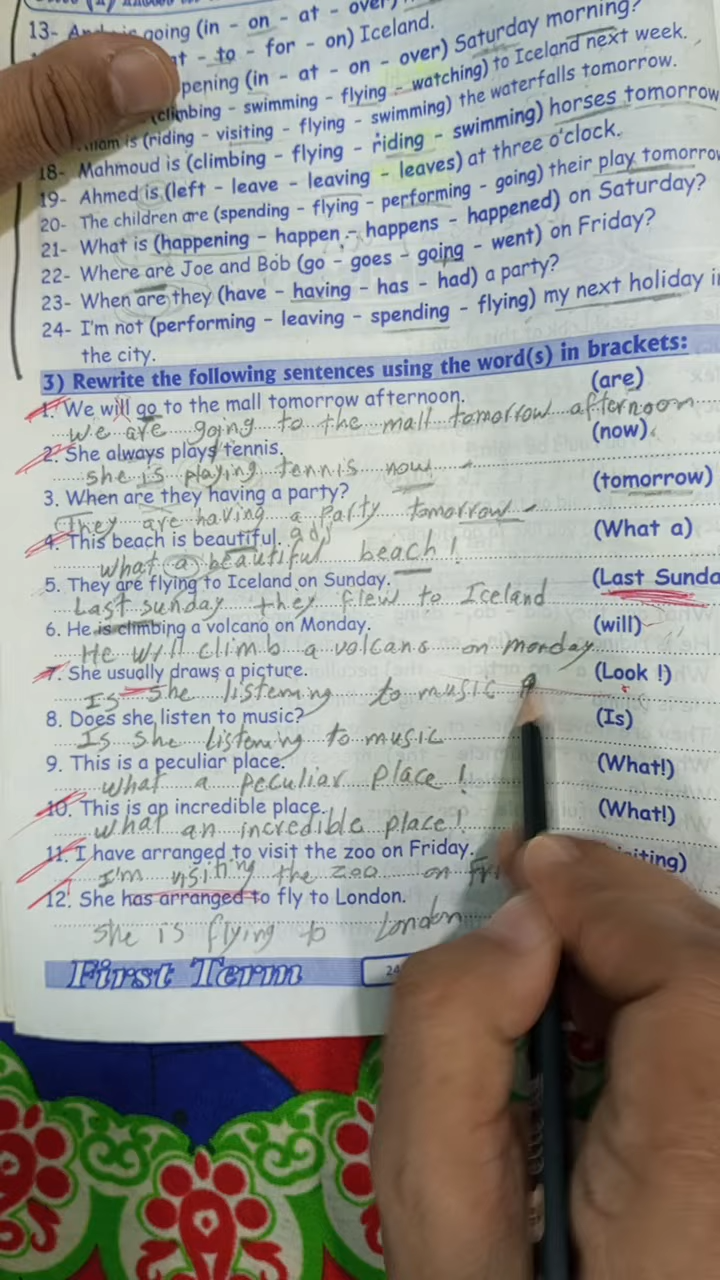 13- going (in - on - at - over)
at - to - for - on) Iceland.
pening (in - at - on - over) Saturday morning?
(climbing - swimming - flying - watching) to Iceland next week.
is (riding - visiting - flying - swimming) the waterfalls tomorrow.
18- Mahmoud is (climbing - flying - riding - swimming) horses tomorrow
19- Ahmed is (left - leave - leaving - leaves) at three o'clock.
20- The children are (spending - flying - performing - going) their play tomorro
21- What is (happening - happen - happens - happened) on Saturday?
22- Where are Joe and Bob (go - goes - going - went) on Friday?
23- When are they (have - having - has - had) a party?
24- I'm not (performing - leaving - spending - flying) my next holiday i
the city.
3) Rewrite the following sentences using the word(s) in brackets:
1. We will go to the mall tomorrow afternoon. (are)
We are going to the mall tomorrow afternoon
2. She always plays tennis. (now)
she is playing tennis now
3. When are they having a party? (tomorrow)
They are having a Party tomorrow
4. This beach is beautiful. adj (What a)
what a beautiful beach!
5. They are flying to Iceland on Sunday. (Last Sunda
Last sunday they flew to Iceland
6. He is climbing a volcano on Monday. (will)
He will climb a volcano on monday
7. She usually draws a picture. (Look !)
Is she listening to music
8. Does she listen to music? (Is)
Is she listening to music
9. This is a peculiar place. (What!)
what a peculiar place!
10. This is an incredible place. (What!)
what an incredible place!
11. I have arranged to visit the zoo on Friday. iting)
I'm visiting the zoo on Fri
12. She has arranged to fly to London.
she is flying to London
First Term
24